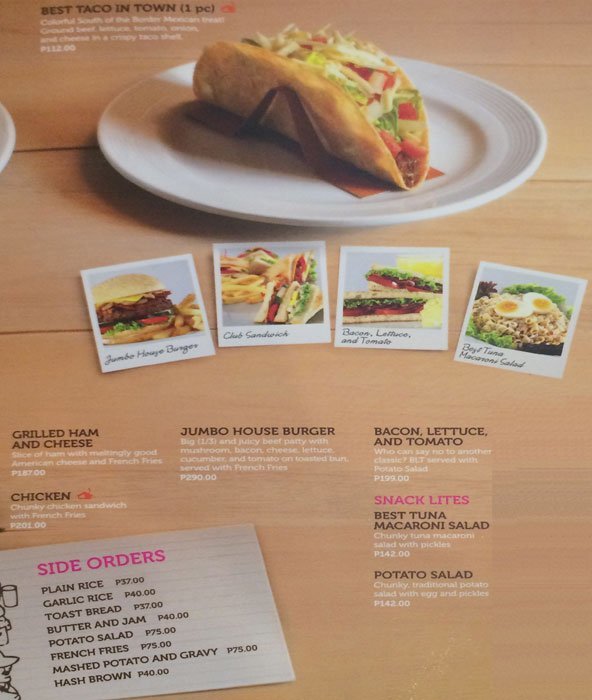 BEST TACO IN TOWN (1 pc)
Colorful South of the Border Mexican treat!
Ground beef, lettuce, tomato, onion,
and cheese in a crispy taco shell.
P112.00
Jumbo House Burger
Club Sandwich
Bacon, Lettuce,
and Tomato
Best Tuna
Macaroni Salad
GRILLED HAM
AND CHEESE
Slice of ham with meltingly good
American cheese and French Fries
P187.00
CHICKEN
Chunky chicken sandwich
with French Fries
P201.00
JUMBO HOUSE BURGER
Big (1/3) and juicy beef party with
mushroom, bacon, cheese, lettuce,
cucumber, and tomato on toasted bun,
served with French Fries
P290.00
BACON, LETTUCE,
AND TOMATO
Who can say no to another
classic? BLT served with
Potato Salad
P199.00
SNACK LITES
BEST TUNA
MACARONI SALAD
Chunky tuna macaroni
salad with pickles
P142.00
POTATO SALAD
Chunky, traditional potato
salad with egg and pickles
P142.00
SIDE ORDERS
PLAIN RICE P37.00
GARLIC RICE P40.00
TOAST BREAD P37.00
BUTTER AND JAM P40.00
POTATO SALAD P75.00
FRENCH FRIES P75.00
MASHED POTATO AND GRAVY P75.00
HASH BROWN P40.00